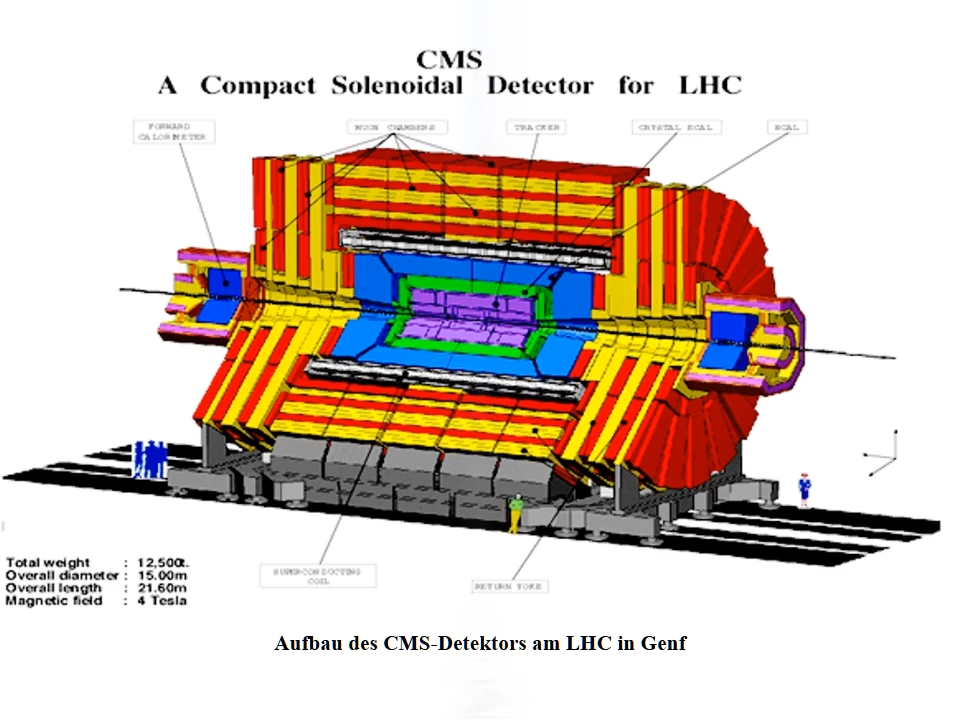 CMS
A Compact Solenoidal Detector for LHC
FORWARD
CALORIMETER
MUON CHAMBERS
TRACKER
CRYSTAL ECAL
HCAL
Total weight : 12,500t.
Overall diameter : 15.00m
Overall length : 21.60m
Magnetic field : 4 Tesla
SUPERCONDUCTING
COIL
RETURN YOKE
Aufbau des CMS-Detektors am LHC in Genf